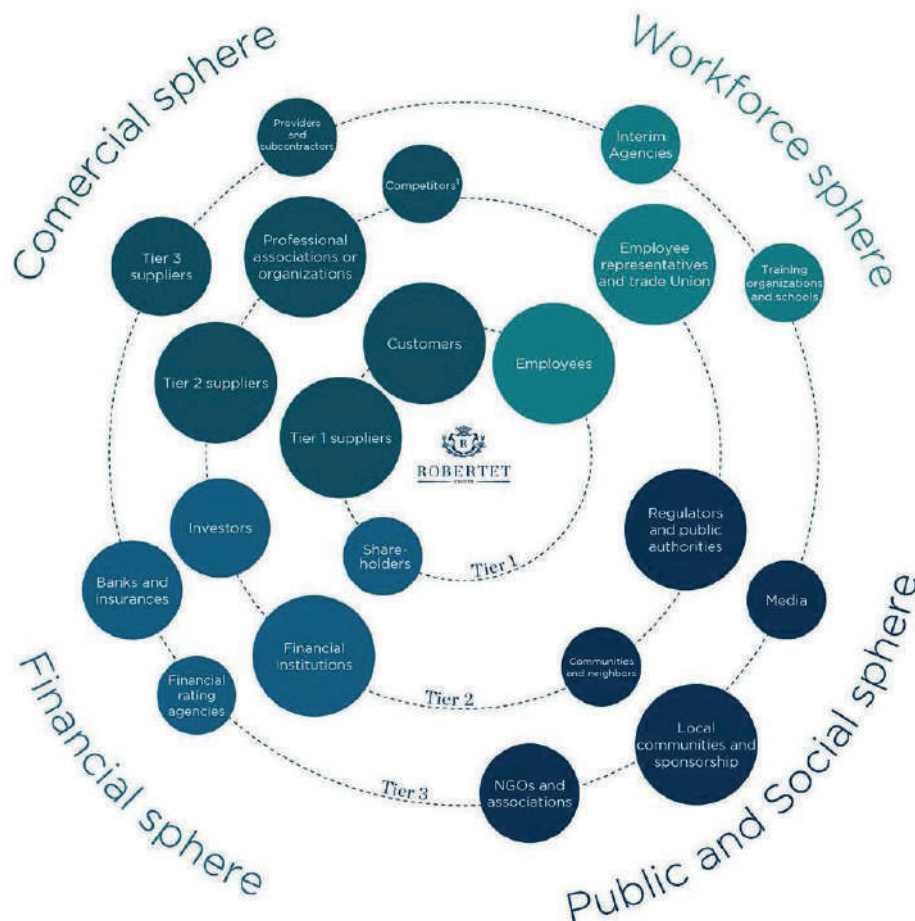 Comercial sphere
Workforce sphere
Providers
and
subcontractors
Interim
Agencies
Competitors¹
Professional
associations or
organizations
Employee
representatives
and trade Union
Tier 3
suppliers
Training
organizations
and schools
Customers
Employees
Tier 2 suppliers
Tier 1 suppliers
R
ROBERTET
GROUPE
Investors
Share-
holders
Tier 1
Regulators
and public
authorities
Banks and
insurances
Media
Financial
Institutions
Communities
and neighbors
Financial
rating
agencies
Tier 2
Local
communities and
sponsorship
Tier 3
NGOs and
associations
Financial sphere
Public and Social sphere